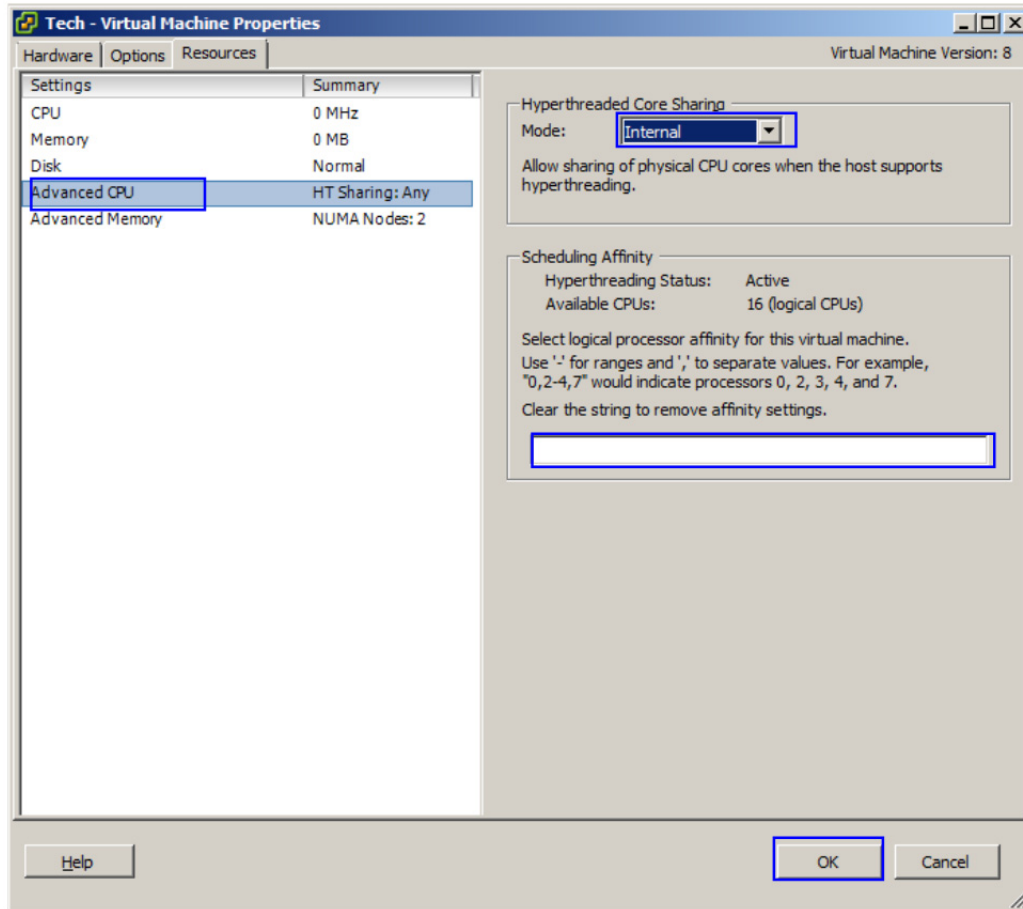 Tech - Virtual Machine Properties
Hardware Options Resources Virtual Machine Version: 8
Settings Summary
CPU 0 MHz
Memory 0 MB
Disk Normal
Advanced CPU HT Sharing: Any
Advanced Memory NUMA Nodes: 2
Hyperthreaded Core Sharing
Mode: Internal
Allow sharing of physical CPU cores when the host supports
hyperthreading.
Scheduling Affinity
Hyperthreading Status: Active
Available CPUs: 16 (logical CPUs)
Select logical processor affinity for this virtual machine.
Use '-' for ranges and ',' to separate values. For example,
"0,2-4,7" would indicate processors 0, 2, 3, 4, and 7.
Clear the string to remove affinity settings.
Help OK Cancel